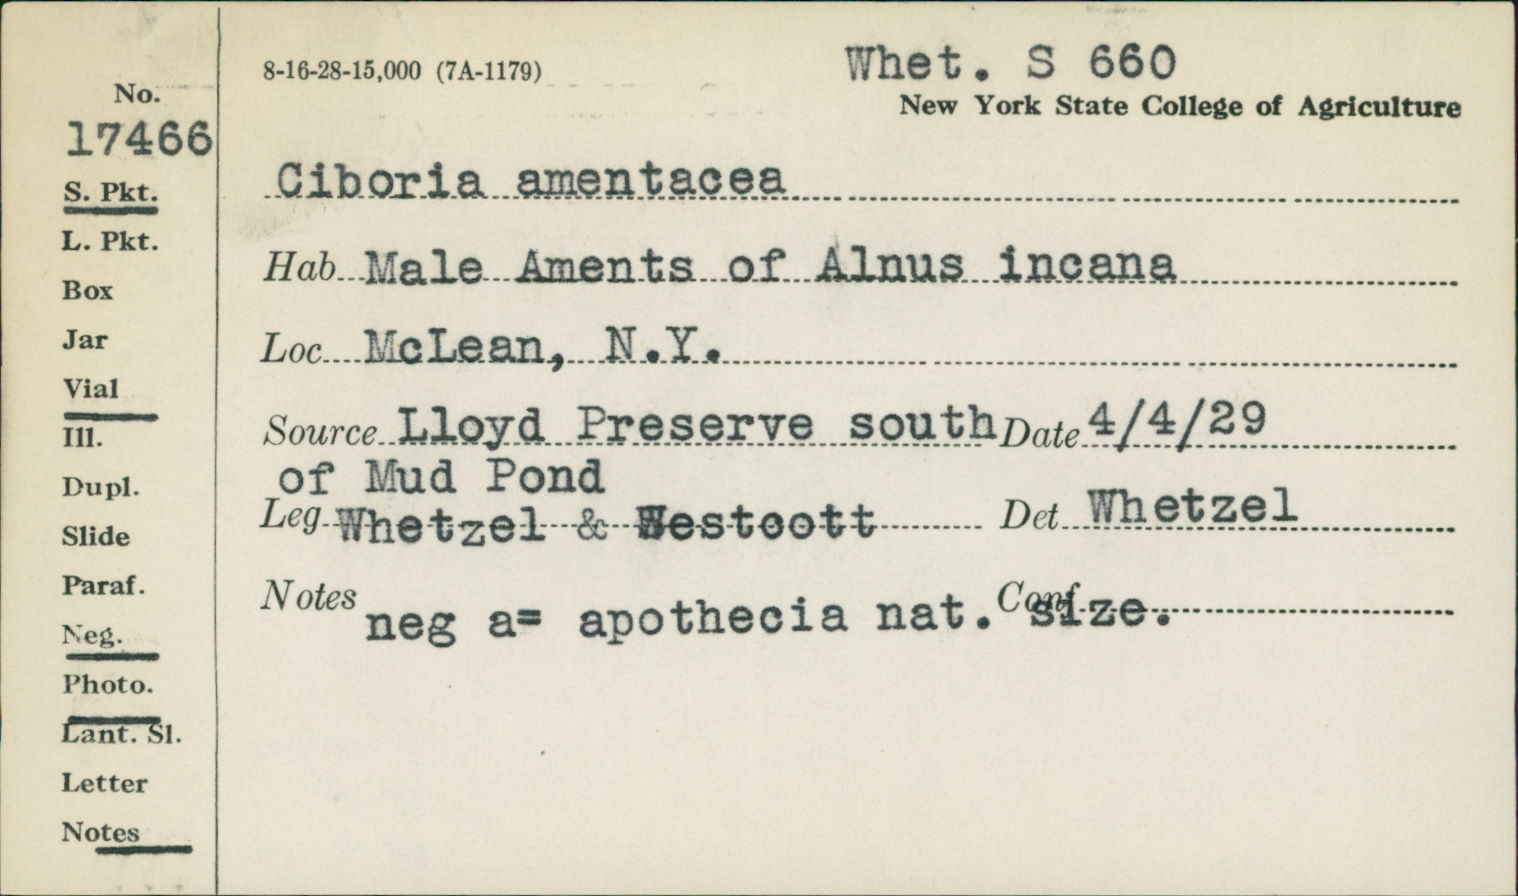 8-16-28-15,000 (7A-1179)
Whet. S 660
New York State College of Agriculture
No.
17466
S. Pkt.
L. Pkt.
Box
Jar
Vial
Ill.
Dupl.
Slide
Paraf.
Neg.
Photo.
Lant. Sl.
Letter
Notes
Ciboria amentacea
Hab Male Aments of Alnus incana
Loc McLean, N.Y.
Source Lloyd Preserve south Date 4/4/29
of Mud Pond
Leg Whetzel & Westcott Det Whetzel
Notes Conf
neg a= apothecia nat. size.